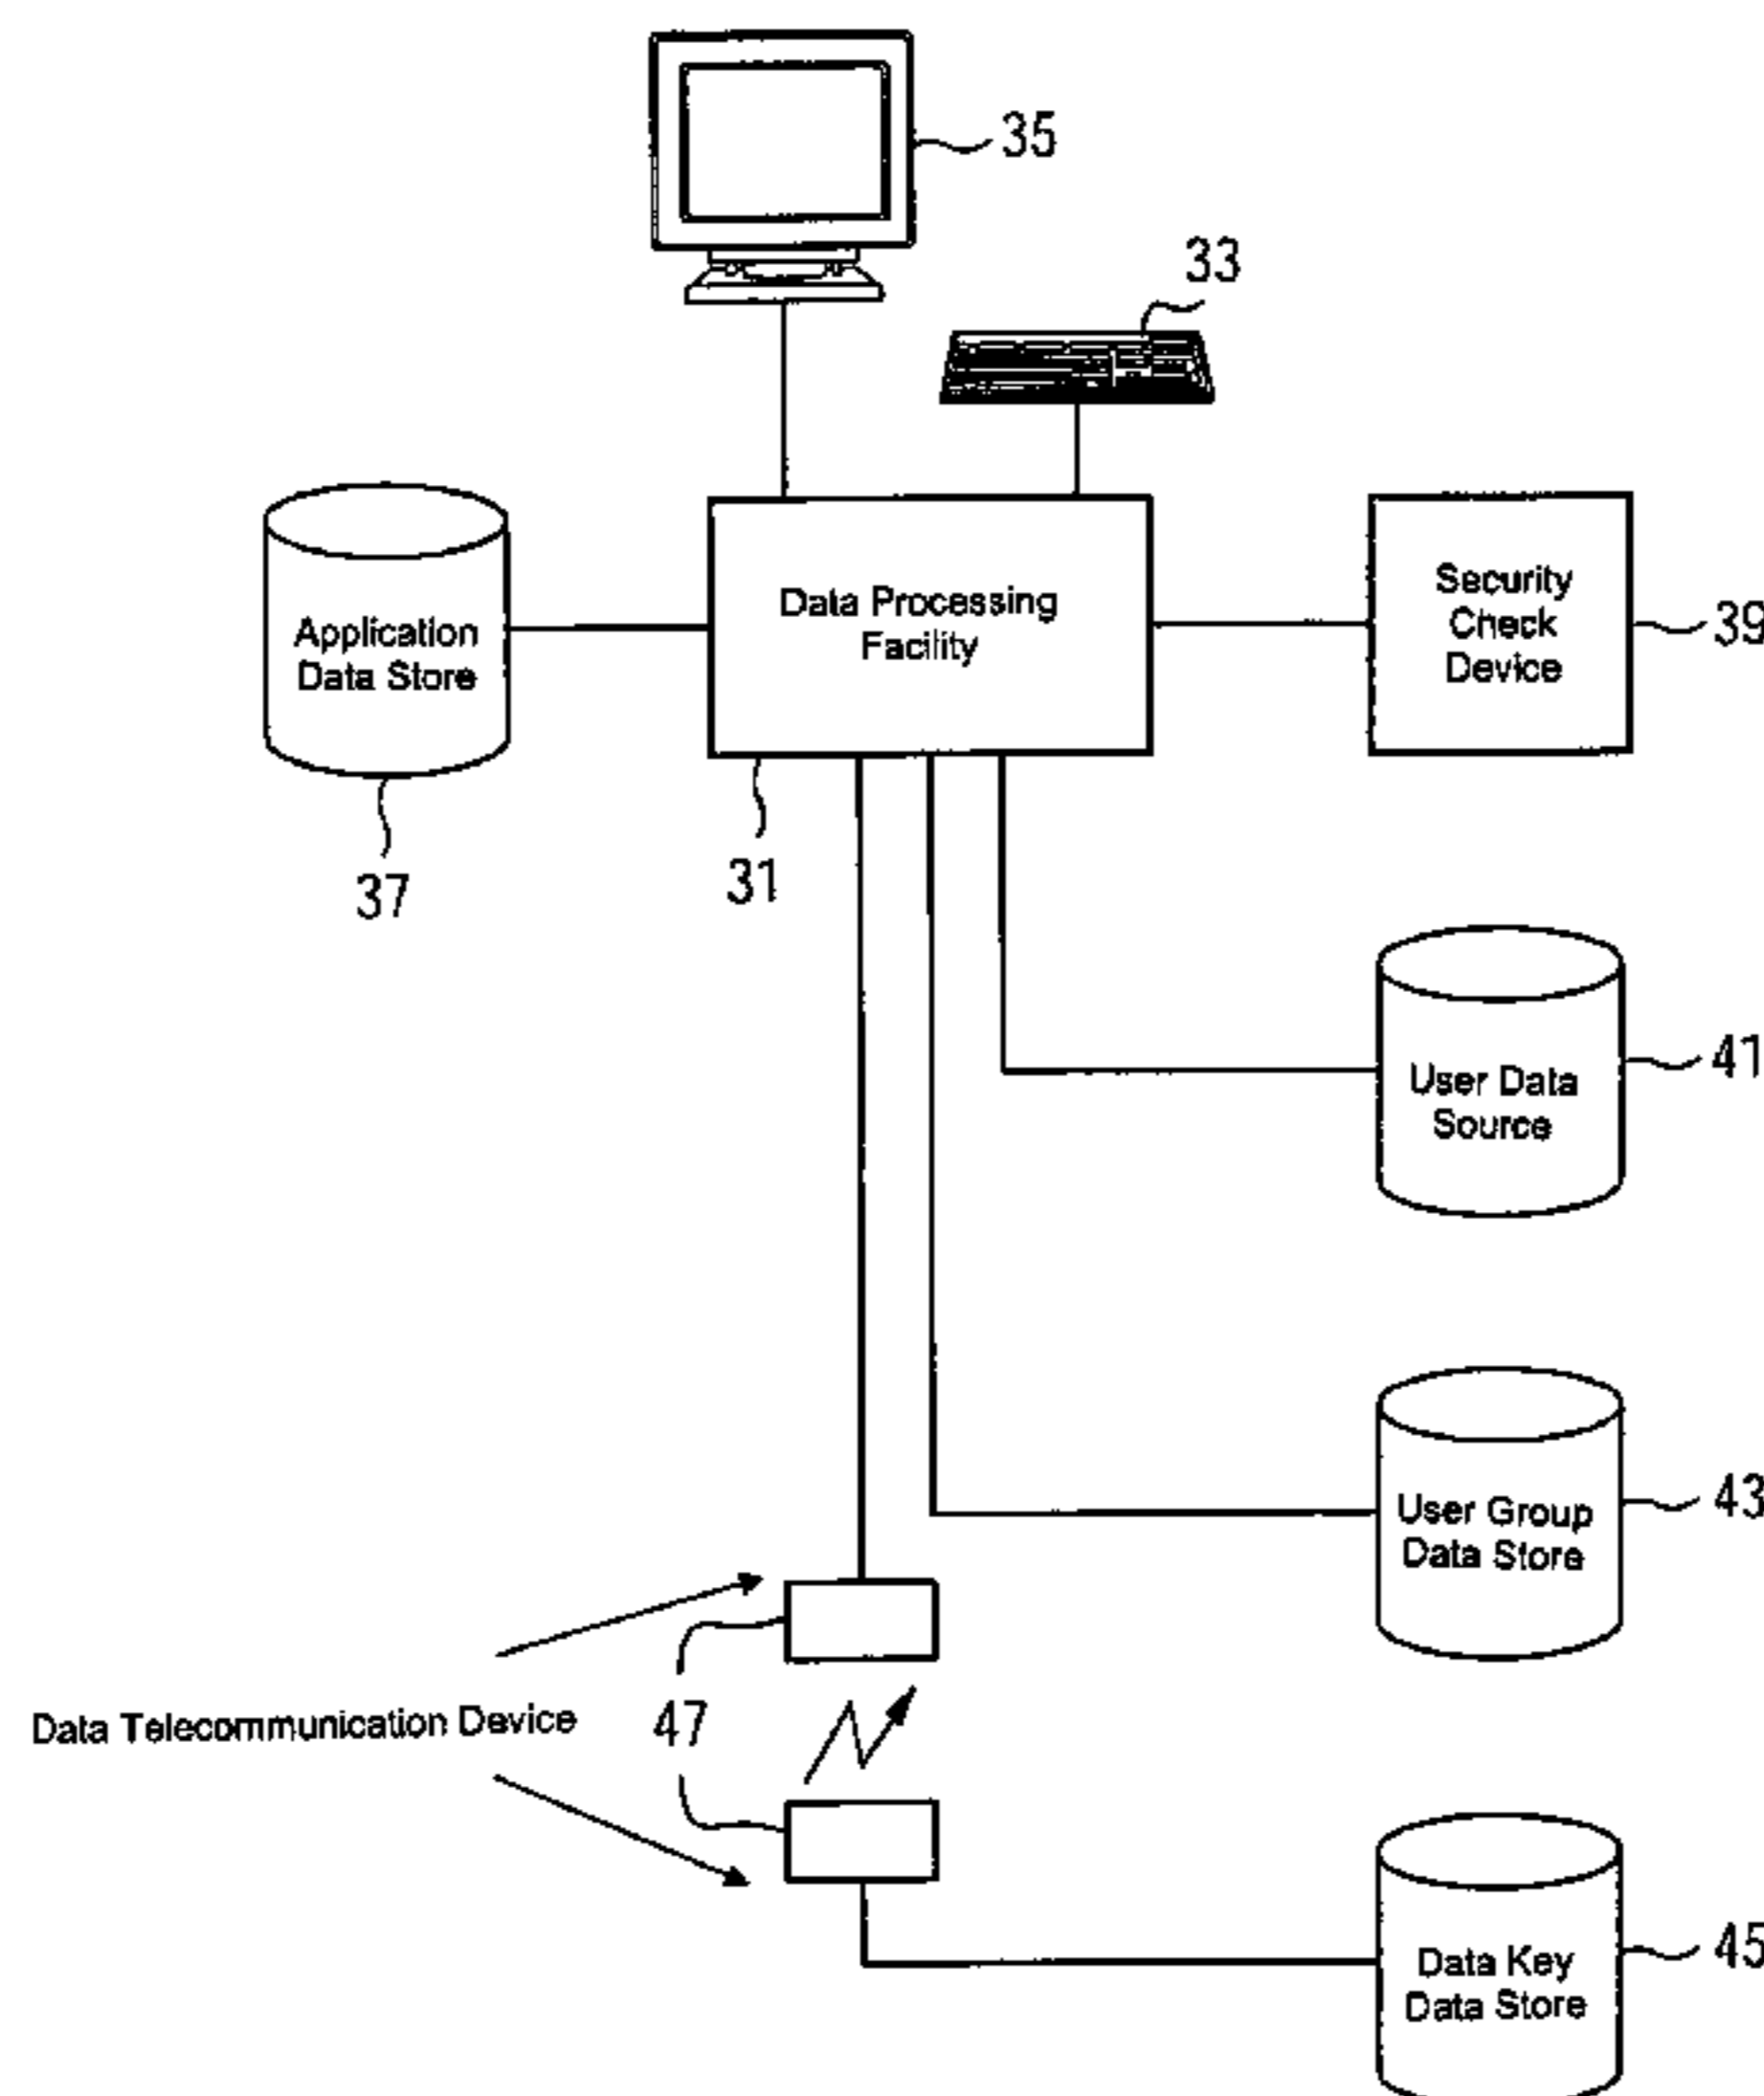 35
33
Application
Data Store
Data Processing
Facility
Security
Check
Device
39
37
31
User Data
Source
41
User Group
Data Store
43
Data Telecommunication Device
47
Data Key
Data Store
45